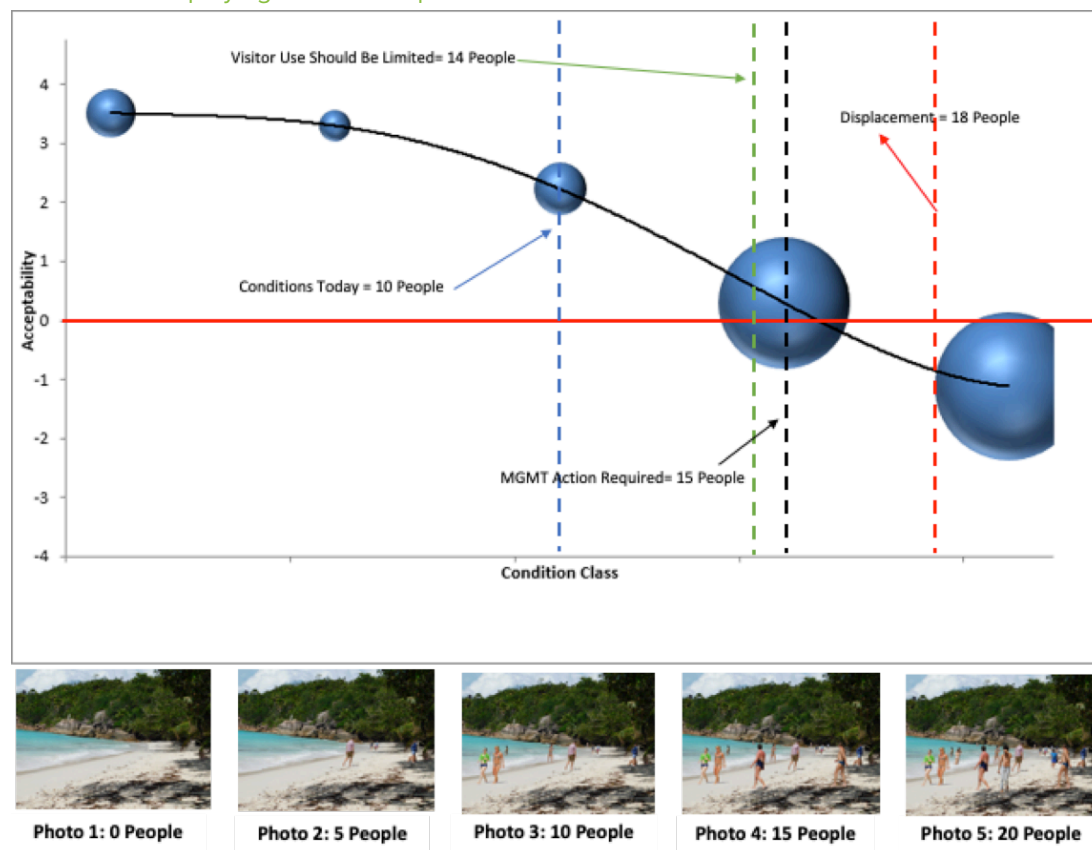 Visitor Use Should Be Limited= 14 People
Displacement = 18 People
Conditions Today = 10 People
MGMT Action Required= 15 People
Acceptability
4
3
2
1
0
-1
-2
-3
-4
Condition Class
Photo 1: 0 People
Photo 2: 5 People
Photo 3: 10 People
Photo 4: 15 People
Photo 5: 20 People